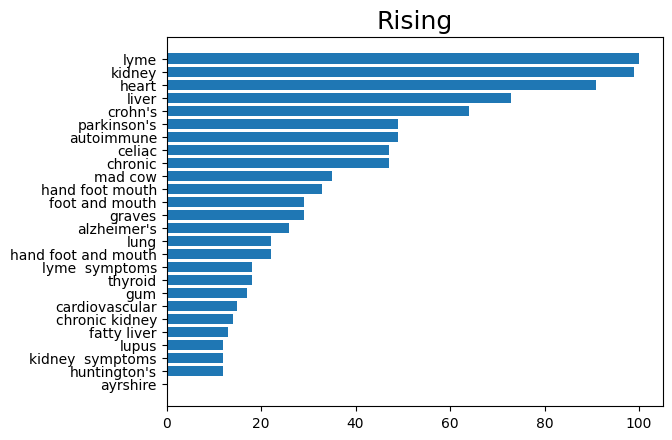 Rising
lyme
kidney
heart
liver
crohn's
parkinson's
autoimmune
celiac
chronic
mad cow
hand foot mouth
foot and mouth
graves
alzheimer's
lung
hand foot and mouth
lyme  symptoms
thyroid
gum
cardiovascular
chronic kidney
fatty liver
lupus
kidney  symptoms
huntington's
ayrshire
0 20 40 60 80 100